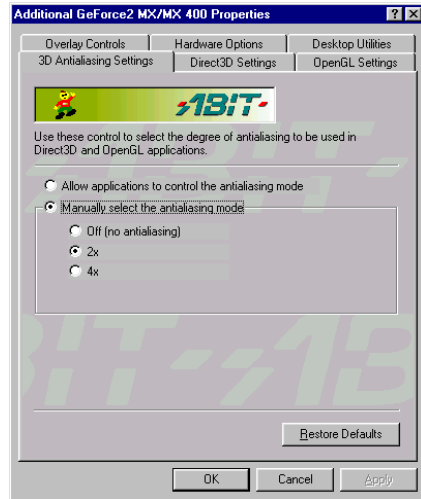 Additional GeForce2 MX/MX 400 Properties
Overlay Controls
Hardware Options
Desktop Utilities
3D Antialiasing Settings
Direct3D Settings
OpenGL Settings
ABIT
Use these control to select the degree of antialiasing to be used in
Direct3D and OpenGL applications.
Allow applications to control the antialiasing mode
Manually select the antialiasing mode
Off (no antialiasing)
2x
4x
Restore Defaults
OK
Cancel
Apply